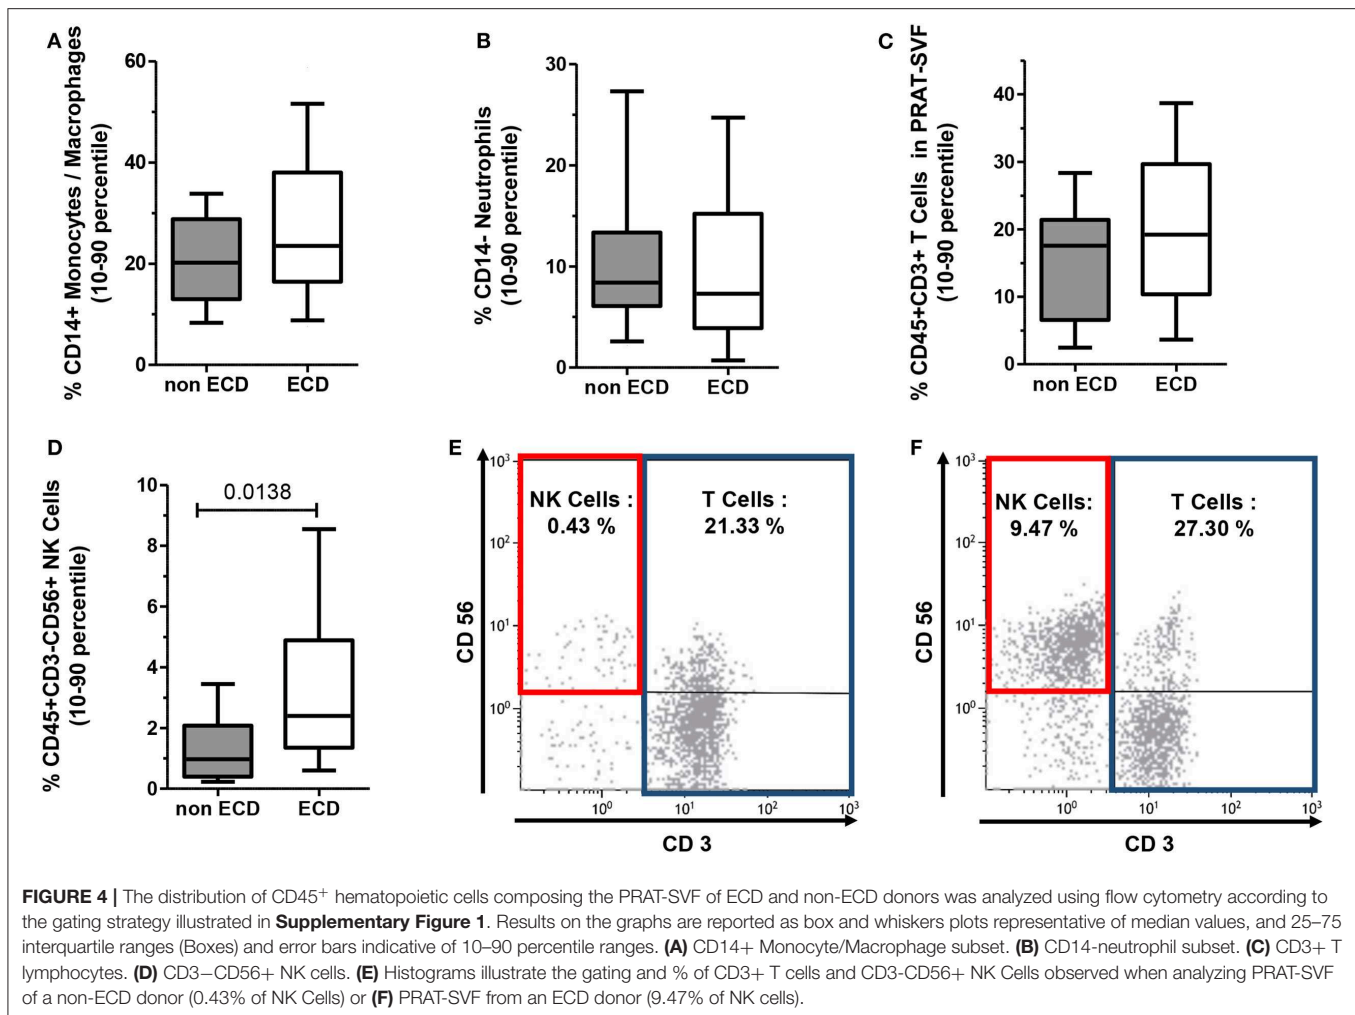 A
% CD14+ Monocytes / Macrophages
(10-90 percentile)
60
40
20
0
non ECD
ECD
B
% CD14- Neutrophils
(10-90 percentile)
30
20
10
0
non ECD
ECD
C
% CD45+CD3+ T Cells in PRAT-SVF
(10-90 percentile)
40
30
20
10
0
non ECD
ECD
D
% CD45+CD3-CD56+ NK Cells
(10-90 percentile)
10
8
6
4
2
0
0.0138
non ECD
ECD
E
CD 56
10³
10²
10¹
10⁰
NK Cells :
0.43 %
T Cells :
21.33 %
10⁰
10¹
10²
10³
CD 3
F
CD 56
10³
10²
10¹
10⁰
NK Cells:
9.47 %
T Cells :
27.30 %
10⁰
10¹
10²
10³
CD 3
FIGURE 4 | The distribution of CD45⁺ hematopoietic cells composing the PRAT-SVF of ECD and non-ECD donors was analyzed using flow cytometry according to
the gating strategy illustrated in Supplementary Figure 1. Results on the graphs are reported as box and whiskers plots representative of median values, and 25–75
interquartile ranges (Boxes) and error bars indicative of 10–90 percentile ranges. (A) CD14+ Monocyte/Macrophage subset. (B) CD14-neutrophil subset. (C) CD3+ T
lymphocytes. (D) CD3−CD56+ NK cells. (E) Histograms illustrate the gating and % of CD3+ T cells and CD3-CD56+ NK Cells observed when analyzing PRAT-SVF
of a non-ECD donor (0.43% of NK Cells) or (F) PRAT-SVF from an ECD donor (9.47% of NK cells).